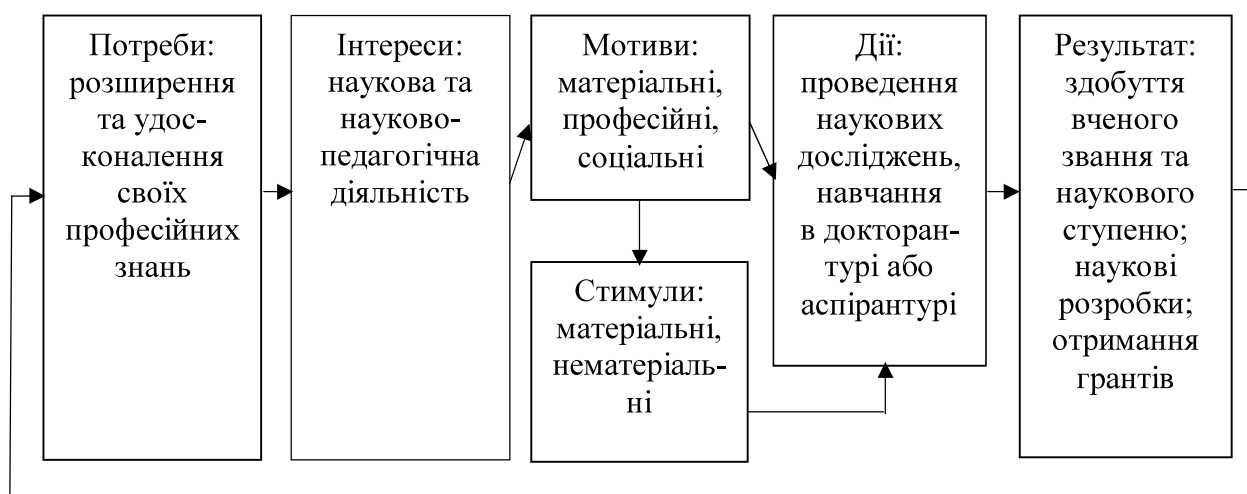 Потреби:
розширення
та удос-
коналення
своїх
професійних
знань
Інтереси:
наукова та
науково-
педагогічна
діяльність
Мотиви:
матеріальні,
професійні,
соціальні
Стимули:
матеріальні,
нематеріаль-
ні
Дії:
проведення
наукових
досліджень,
навчання
в докторан-
турі або
аспірантурі
Результат:
здобуття
вченого
звання та
наукового
ступеню;
наукові
розробки;
отримання
грантів